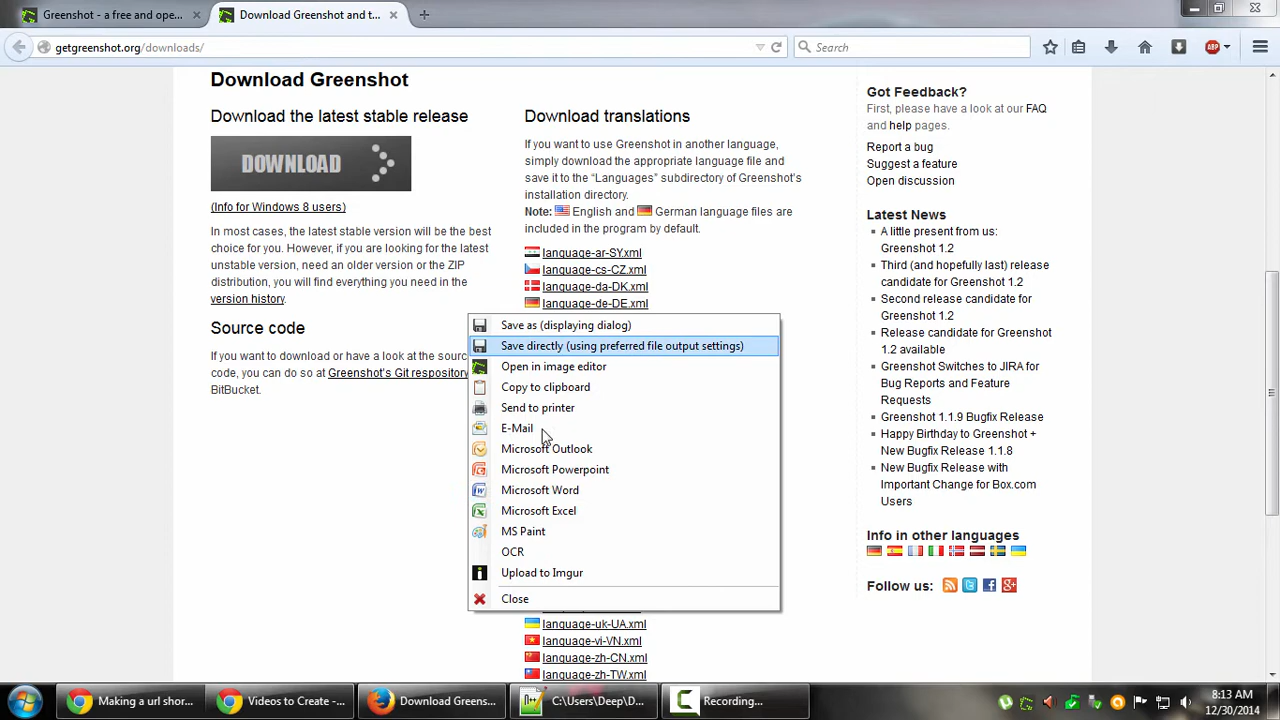 Greenshot - a free and ope...
Download Greenshot and t...
getgreenshot.org/downloads/
Search
ABP
Download Greenshot
Download the latest stable release
DOWNLOAD
(Info for Windows 8 users)
In most cases, the latest stable version will be the best
choice for you. However, if you are looking for the latest
unstable version, need an older version or the ZIP
distribution, you will find everything you need in the
version history.
Source code
If you want to download or have a look at the source
code, you can do so at Greenshot's Git respository
BitBucket.
Download translations
If you want to use Greenshot in another language,
simply download the appropriate language file and
save it to the “Languages” subdirectory of Greenshot's
installation directory.
Note: English and German language files are
included in the program by default.
language-ar-SY.xml
language-cs-CZ.xml
language-da-DK.xml
language-de-DE.xml
Save as (displaying dialog)
Save directly (using preferred file output settings)
Open in image editor
Copy to clipboard
Send to printer
E-Mail
Microsoft Outlook
Microsoft Powerpoint
Microsoft Word
Microsoft Excel
MS Paint
OCR
Upload to Imgur
Close
language-uk-UA.xml
language-vi-VN.xml
language-zh-CN.xml
language-zh-TW.xml
Got Feedback?
First, please have a look at our FAQ
and help pages.
Report a bug
Suggest a feature
Open discussion
Latest News
A little present from us:
Greenshot 1.2
Third (and hopefully last) release
candidate for Greenshot 1.2
Second release candidate for
Greenshot 1.2
Release candidate for Greenshot
1.2 available
Greenshot Switches to JIRA for
Bug Reports and Feature
Requests
Greenshot 1.1.9 Bugfix Release
Happy Birthday to Greenshot +
New Bugfix Release 1.1.8
New Bugfix Release with
Important Change for Box.com
Users
Info in other languages
Follow us:
Making a url shor...
Videos to Create -...
Download Greens...
C:\Users\Deep\D...
Recording...
8:13 AM
12/30/2014